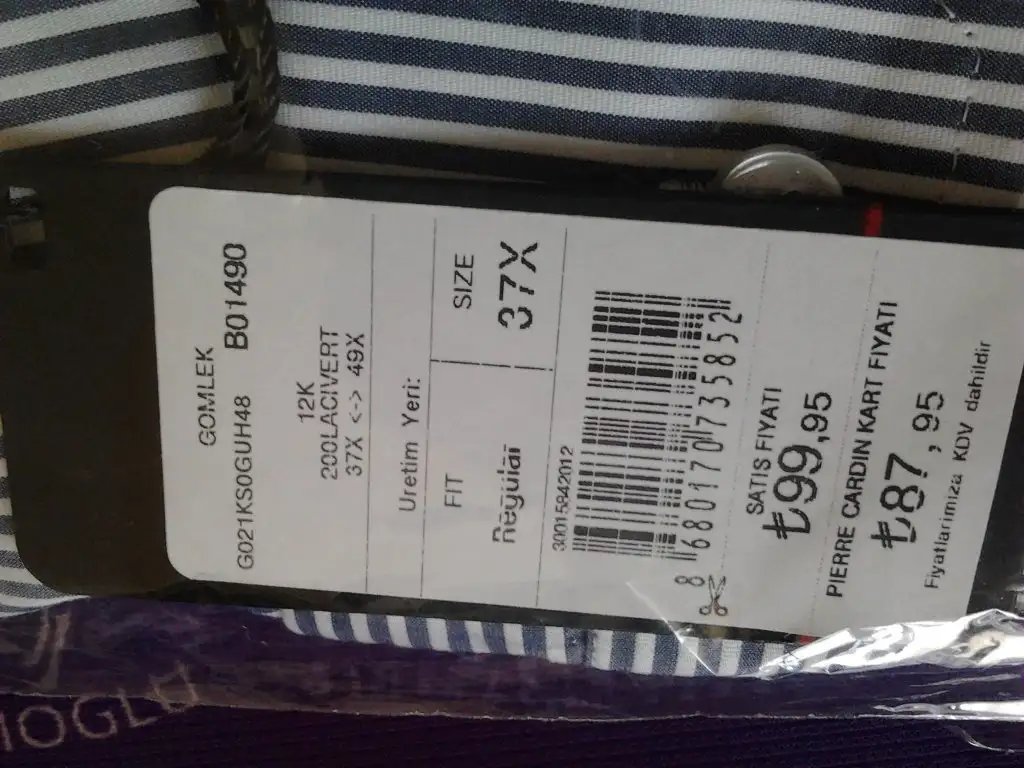 GOMLEK
G021KS0GUH48 B01490
12K
200LACIVERT
37X <-> 49X
Uretim Yeri:
FIT SIZE
Regular 37X
30015842012
8 680170 735852
SATIS FIYATI
₺99,95
PIERRE CARDIN KART FIYATI
₺87,95
Fiyatlarimiza KDV dahildir